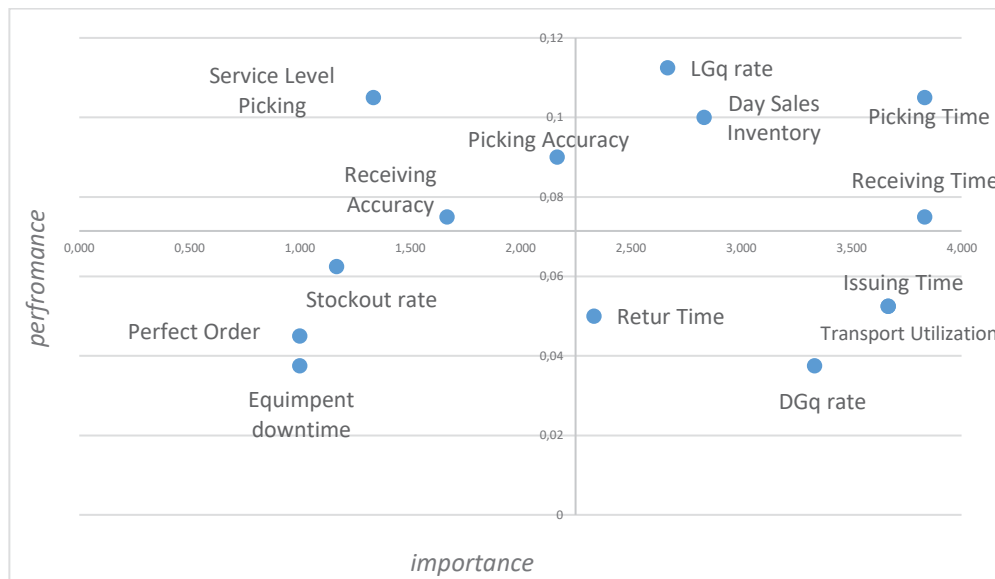 0,12
LGq rate
Service Level
Picking
Day Sales
Inventory
0,1
Picking Time
Picking Accuracy
Receiving
Accuracy
Receiving Time
0,08
0,000 0,500 1,000 1,500 2,000 2,500 3,000 3,500 4,000
perfromance
0,06
Issuing Time
Stockout rate
Retur Time
Perfect Order
Transport Utilization
0,04
Equimpent
downtime
DGq rate
0,02
0
importance